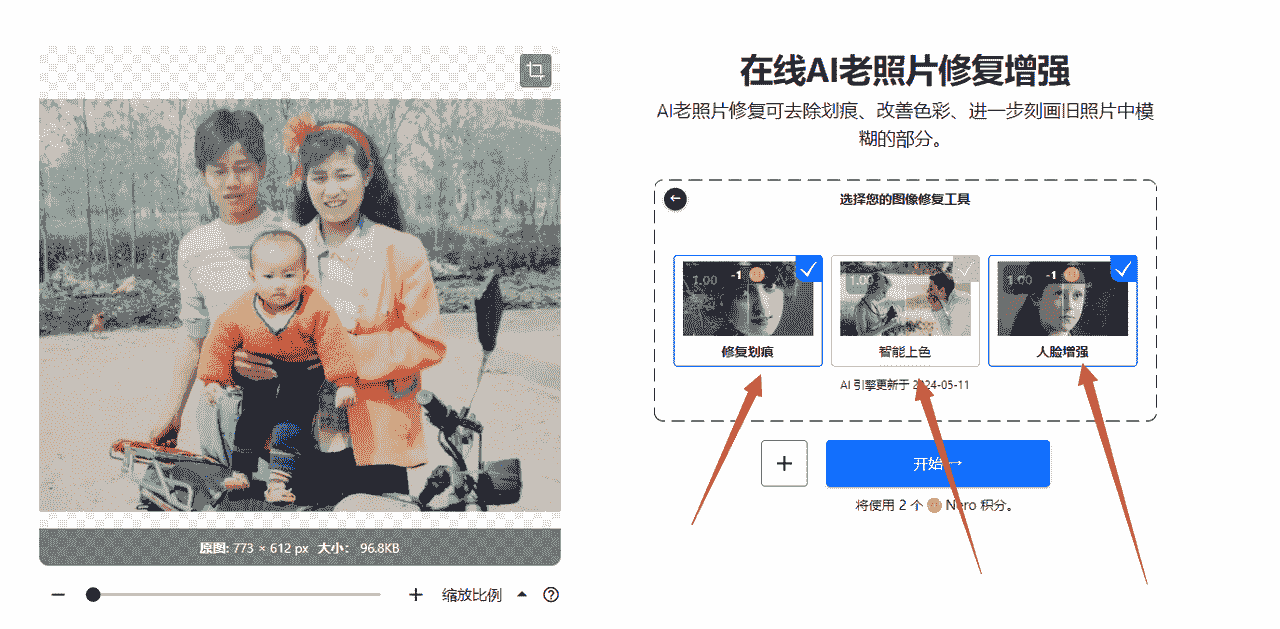 在线AI老照片修复增强
AI老照片修复可去除划痕、改善色彩、进一步刻画旧照片中模
糊的部分。
选择您的图像修复工具
1.00
-1
1.00
1.00
-1
修复划痕
智能上色
人脸增强
AI 引擎更新于 2024-05-11
开始 →
将使用 2 个 Nero 积分。
原图: 773 × 612 px 大小： 96.8KB
缩放比例